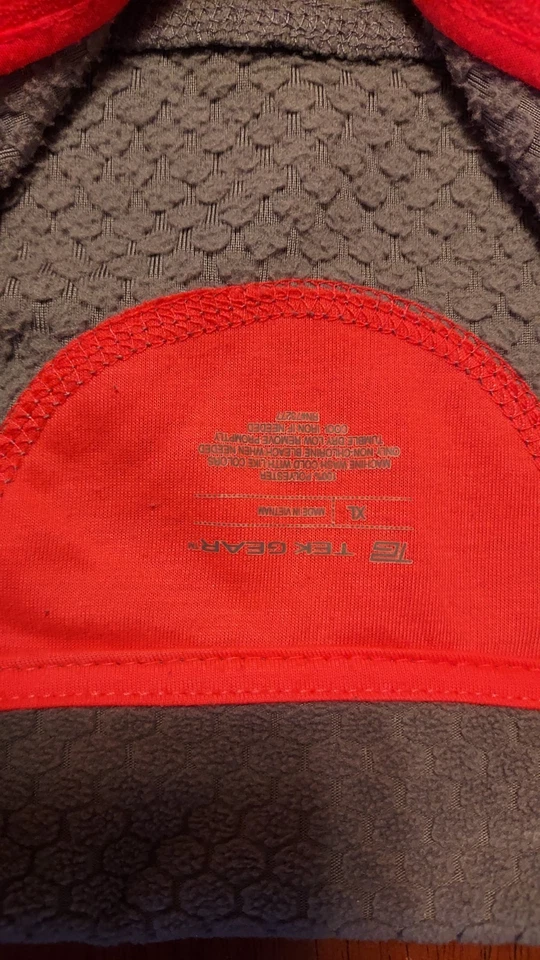 TEK GEAR™
XL MADE IN VIETNAM
100% POLYESTER
MACHINE WASH COLD WITH LIKE COLORS
ONLY NON-CHLORINE BLEACH WHEN NEEDED
TUMBLE DRY LOW REMOVE PROMPTLY
COOL IRON IF NEEDED